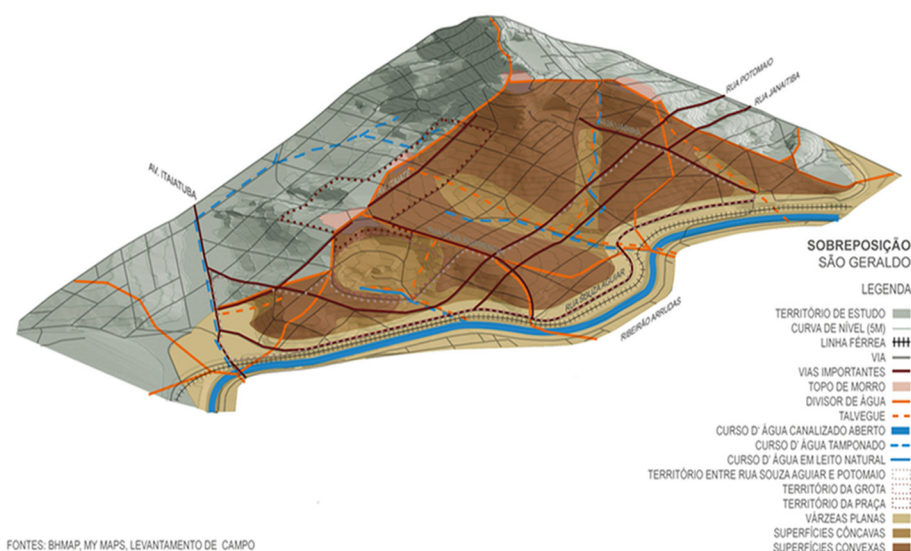 RUA POTOMAIO
RUA JANAITIBA
AV. ITAIATUBA
RUA SOUZA AGUIAR
RIBEIRÃO ARRUDAS
SOBREPOSIÇÃO
SÃO GERALDO
LEGENDA
TERRITÓRIO DE ESTUDO
CURVA DE NÍVEL (5M)
LINHA FÉRREA
VIA
VIAS IMPORTANTES
TOPO DE MORRO
DIVISOR DE ÁGUA
TALVEGUE
CURSO D' ÁGUA CANALIZADO ABERTO
CURSO D' ÁGUA TAMPONADO
CURSO D' ÁGUA EM LEITO NATURAL
TERRITÓRIO ENTRE RUA SOUZA AGUIAR E POTOMAIO
TERRITÓRIO DA GROTA
TERRITÓRIO DA PRAÇA
VÁRZEAS PLANAS
SUPERFÍCIES CÔNCAVAS
SUPERFÍCIES CONVEXAS
FONTES: BHMAP, MY MAPS, LEVANTAMENTO DE CAMPO